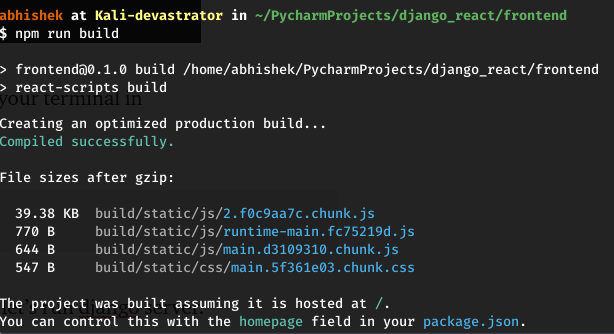 abhishek at Kali-devastrator in ~/PycharmProjects/django_react/frontend
$ npm run build
> frontend@0.1.0 build /home/abhishek/PycharmProjects/django_react/frontend
> react-scripts build
your terminal in
Creating an optimized production build...
Compiled successfully.
File sizes after gzip:
39.38 KB build/static/js/2.f0c9aa7c.chunk.js
770 B build/static/js/runtime-main.fc75219d.js
644 B build/static/js/main.d3109310.chunk.js
547 B build/static/css/main.5f361e03.chunk.css
let's run django server.
The project was built assuming it is hosted at /.
You can control this with the homepage field in your package.json.